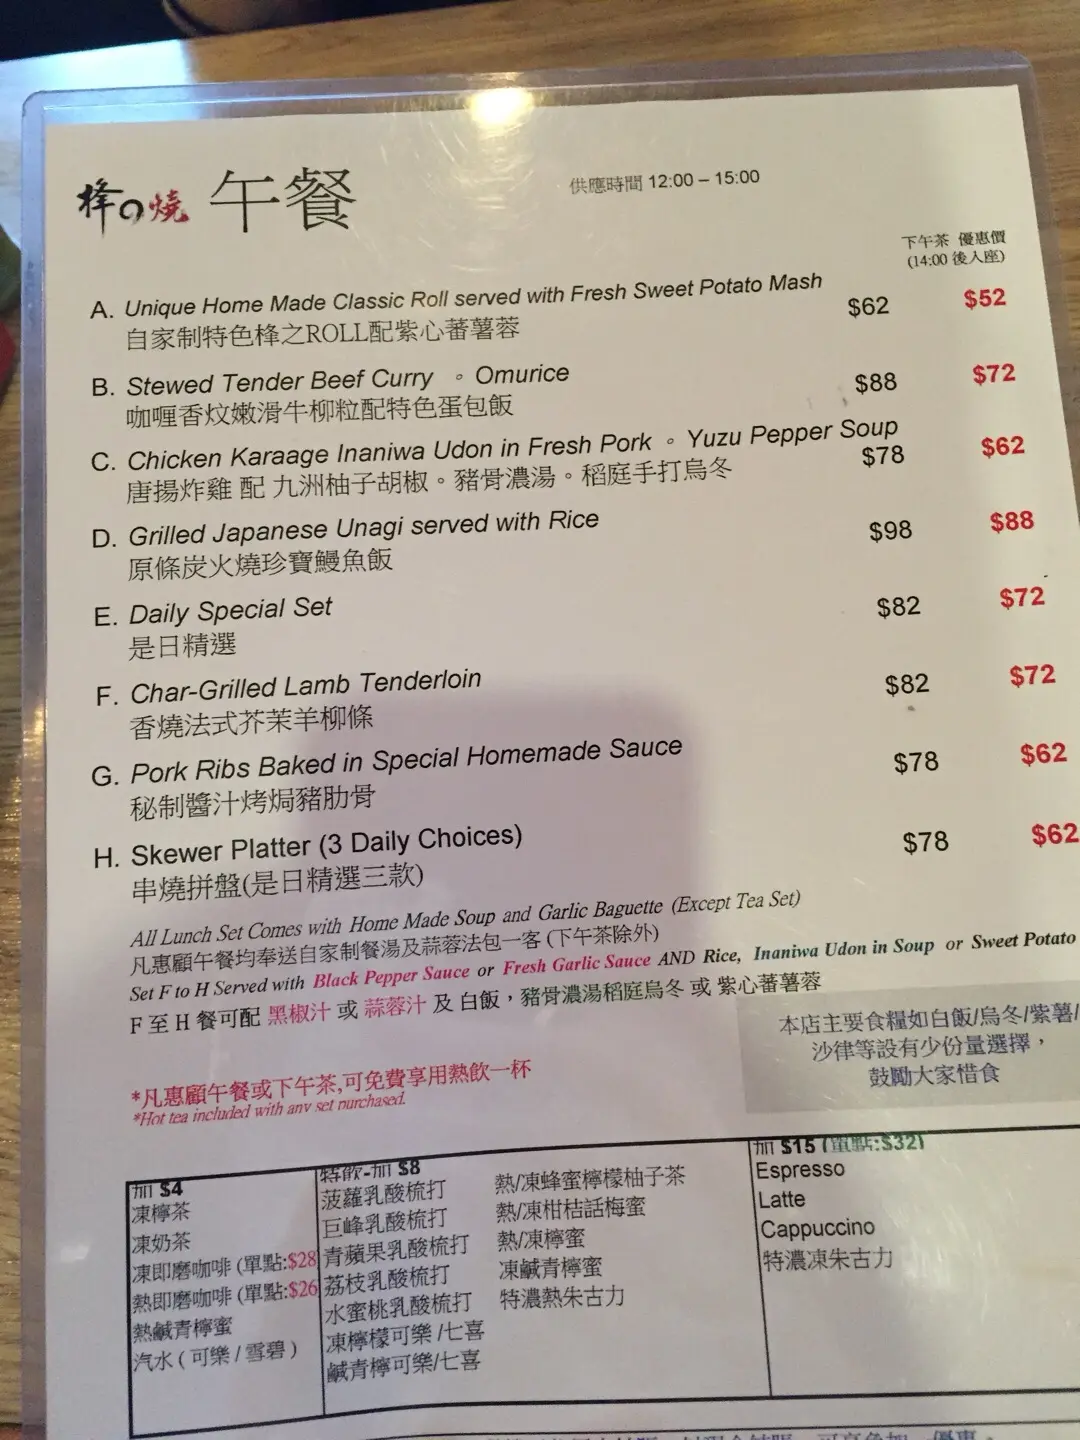 桻の燒 午餐
供應時間 12:00 – 15:00
下午茶 優惠價
(14:00 後入座)
A. Unique Home Made Classic Roll served with Fresh Sweet Potato Mash $62 $52
自家制特色桻之ROLL配紫心蕃薯蓉
B. Stewed Tender Beef Curry 。 Omurice $88 $72
咖喱香炆嫩滑牛柳粒配特色蛋包飯
C. Chicken Karaage Inaniwa Udon in Fresh Pork 。 Yuzu Pepper Soup $78 $62
唐揚炸雞 配 九洲柚子胡椒。豬骨濃湯。稻庭手打烏冬
D. Grilled Japanese Unagi served with Rice $98 $88
原條炭火燒珍寶鰻魚飯
E. Daily Special Set $82 $72
是日精選
F. Char-Grilled Lamb Tenderloin $82 $72
香燒法式芥茉羊柳條
G. Pork Ribs Baked in Special Homemade Sauce $78 $62
秘制醬汁烤焗豬肋骨
H. Skewer Platter (3 Daily Choices) $78 $62
串燒拼盤(是日精選三款)
All Lunch Set Comes with Home Made Soup and Garlic Baguette (Except Tea Set)
凡惠顧午餐均奉送自家制餐湯及蒜蓉法包一客 (下午茶除外)
Set F to H Served with Black Pepper Sauce or Fresh Garlic Sauce AND Rice, Inaniwa Udon in Soup or Sweet Potato
F 至 H 餐可配 黑椒汁 或 蒜蓉汁 及 白飯，豬骨濃湯稻庭烏冬 或 紫心蕃薯蓉
本店主要食糧如白飯/烏冬/紫薯/
沙律等設有少份量選擇，
鼓勵大家惜食
*凡惠顧午餐或下午茶,可免費享用熱飲一杯
*Hot tea included with any set purchased.
加 $4
凍檸茶
凍奶茶
凍即磨咖啡 (單點:$28
熱即磨咖啡 (單點:$26
熱鹹青檸蜜
汽水 ( 可樂 / 雪碧 )
特飲-加 $8
菠蘿乳酸梳打
巨峰乳酸梳打
青蘋果乳酸梳打
荔枝乳酸梳打
水蜜桃乳酸梳打
凍檸檬可樂 /七喜
鹹青檸可樂/七喜
熱/凍蜂蜜檸檬柚子茶
熱/凍柑桔話梅蜜
熱/凍檸蜜
凍鹹青檸蜜
特濃熱朱古力
加 $15 (單點:$32)
Espresso
Latte
Cappuccino
特濃凍朱古力